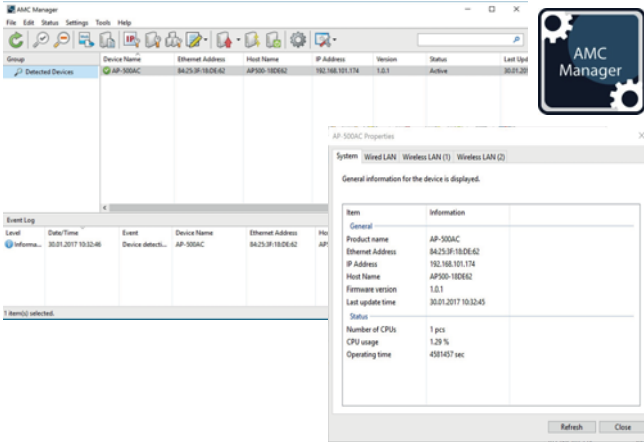 AMC Manager
File Edit Status Settings Tools Help
Group Device Name Ethernet Address Host Name IP Address Version Status Last Upd
Detected Devices AP-500AC 84:25:3F:18:DE:62 AP500-18DE62 192.168.101.174 1.0.1 Active 30.01.201
AMC
Manager
AP-500AC Properties
System Wired LAN Wireless LAN (1) Wireless LAN (2)
General information for the device is displayed.
Item Information
General
Product name AP-500AC
Ethernet Address 84:25:3F:18:DE:62
IP Address 192.168.101.174
Host Name AP500-18DE62
Firmware version 1.0.1
Last update time 30.01.2017 10:32:45
Status
Number of CPUs 1 pcs
CPU usage 1.29 %
Operating time 4581457 sec
Refresh Close
Event Log
Level Date/Time Event Device Name Ethernet Address Ho
Informa... 30.01.2017 10:32:46 Device detecti... AP-500AC 84:25:3F:18:DE:62 AP5
1 item(s) selected.